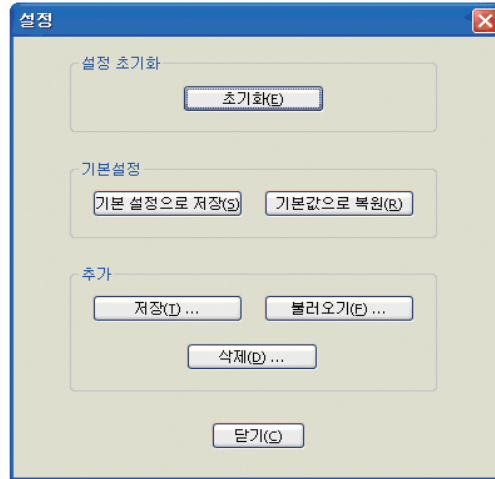 설정
설정 초기화
초기화(E)
기본설정
기본 설정으로 저장(S) 기본값으로 복원(R)
추가
저장(T) ... 불러오기(F) ...
삭제(D) ...
닫기(C)